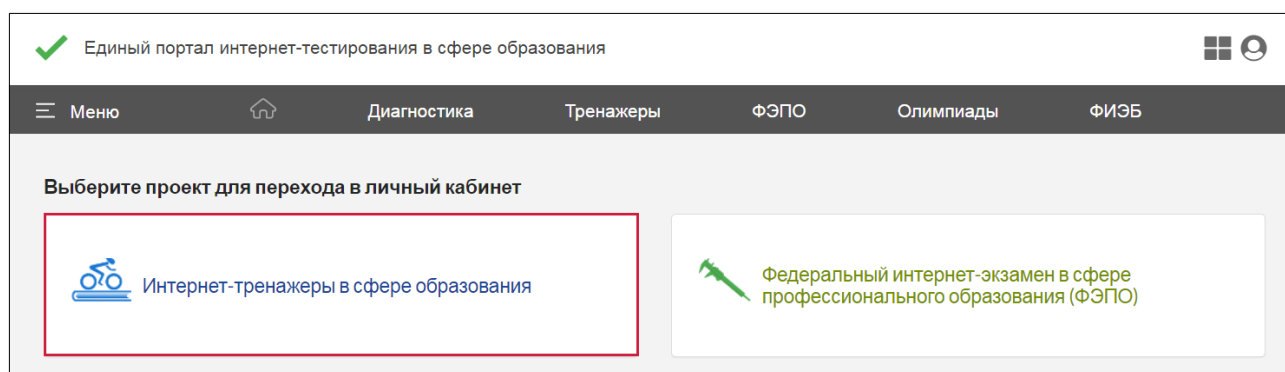 Единый портал интернет-тестирования в сфере образования
Меню Диагностика Тренажеры ФЭПО Олимпиады ФИЭБ
Выберите проект для перехода в личный кабинет
Интернет-тренажеры в сфере образования
Федеральный интернет-экзамен в сфере
профессионального образования (ФЭПО)